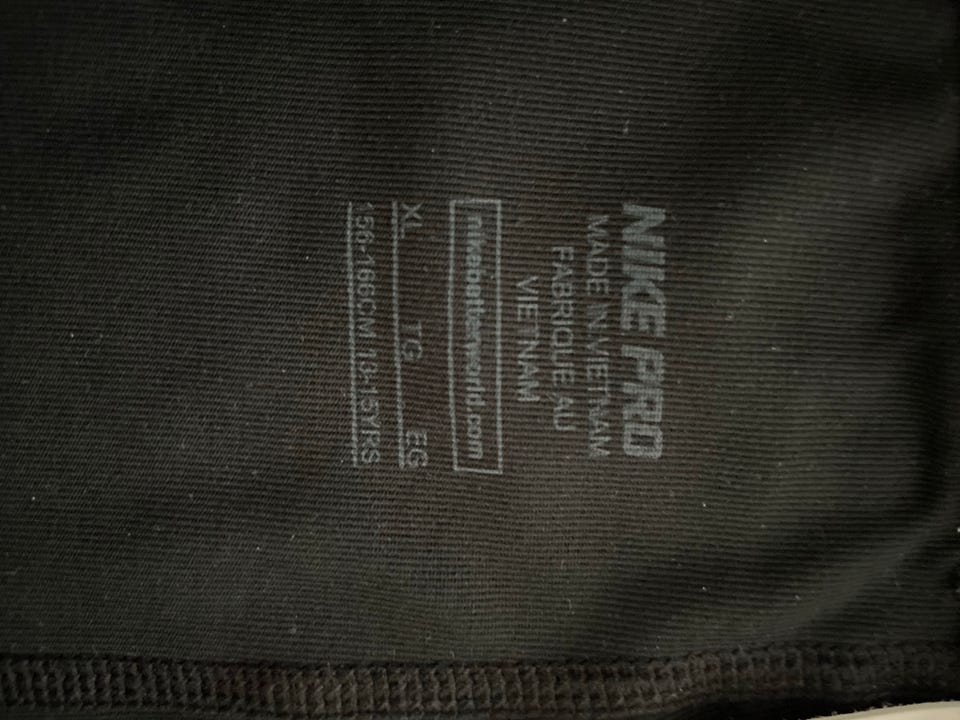 NIKE PRO
MADE IN VIETNAM
FABRIQUE AU
VIETNAM
nikebetterworld.com
XL TG EG
156-166CM 13-15YRS